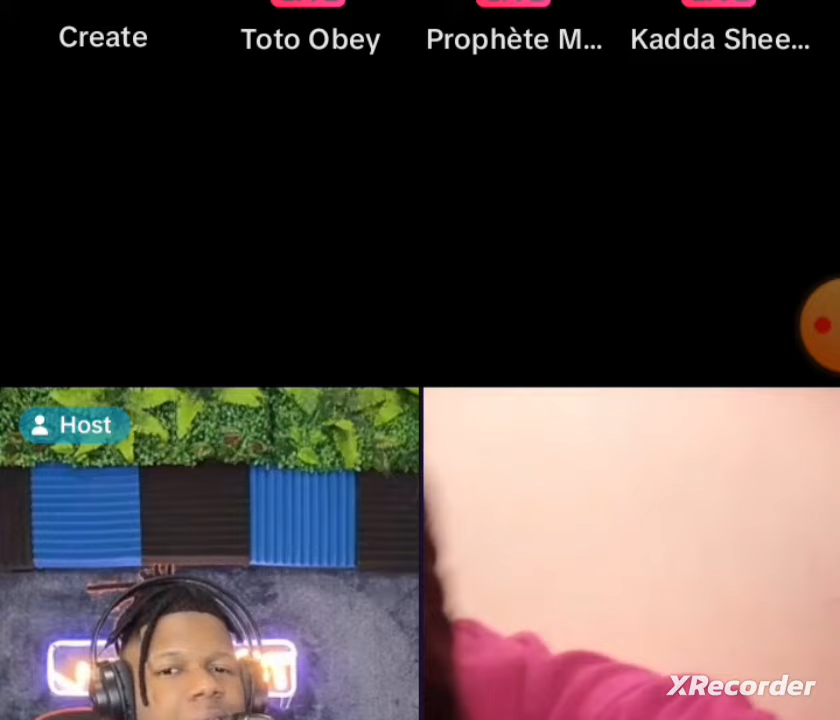 Create
Toto Obey
Prophète M...
Kadda Shee...
Host
XRecorder